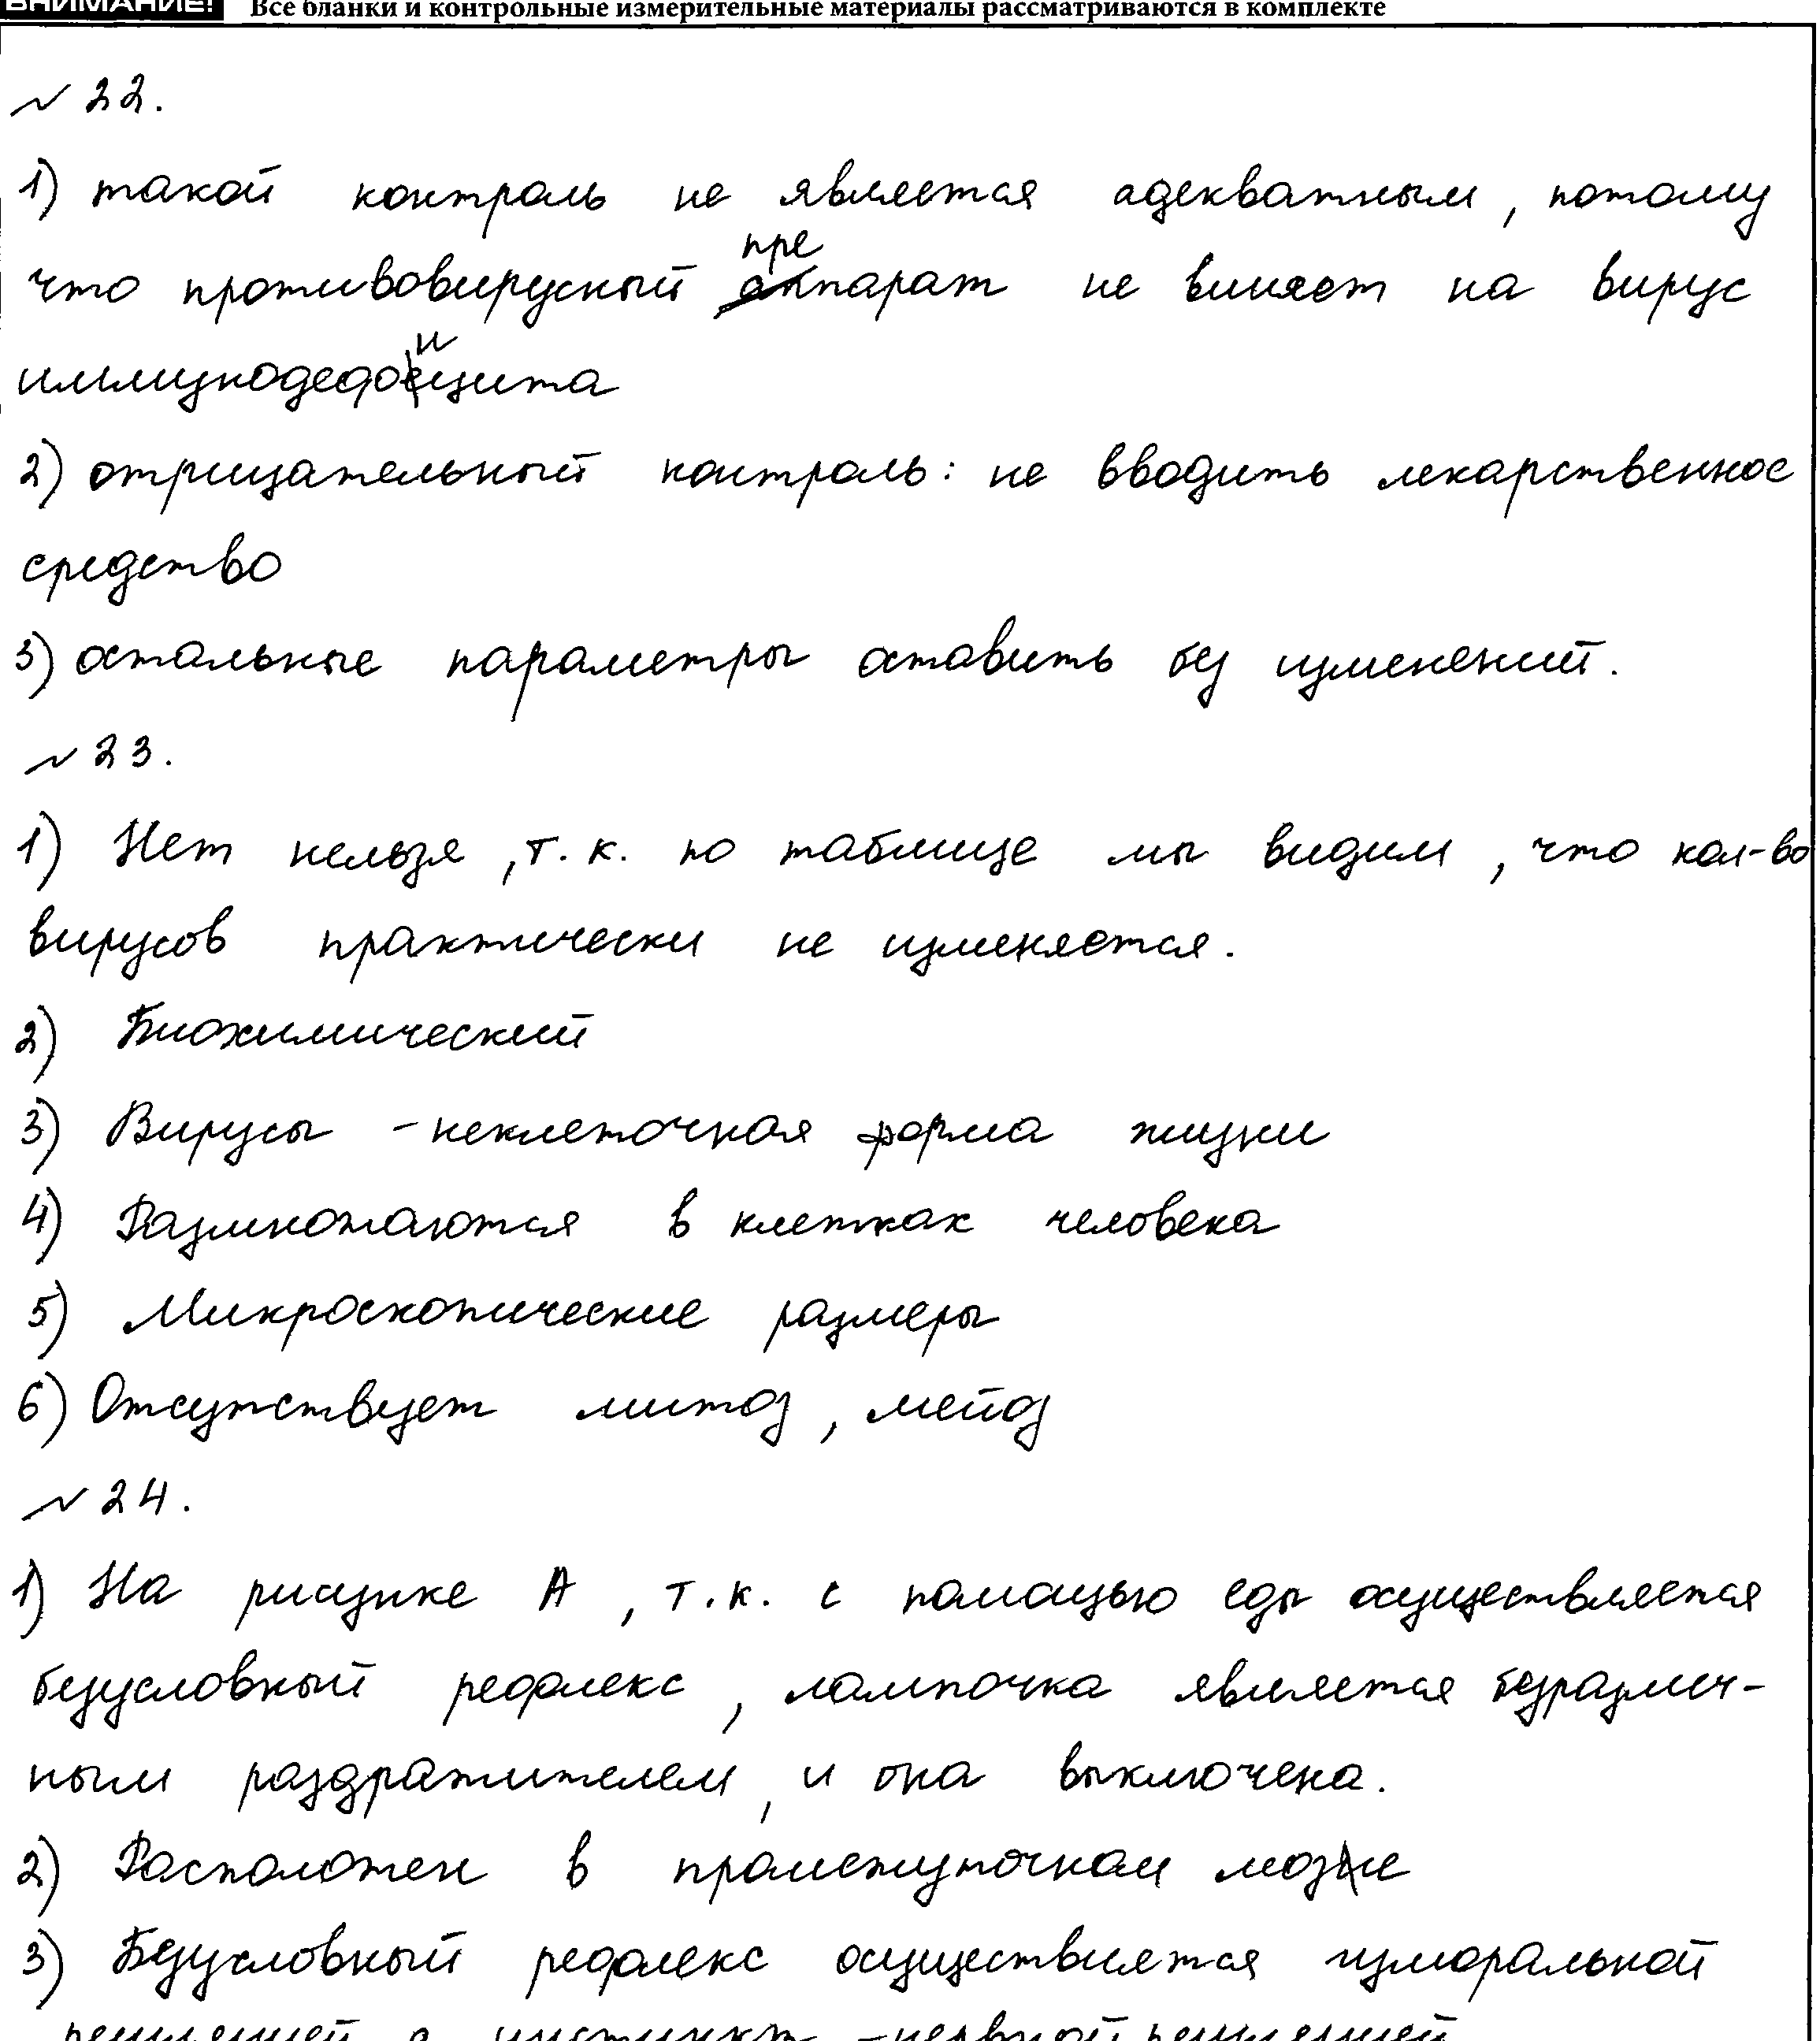 ВНИМАНИЕ! Все бланки и контрольные измерительные материалы рассматриваются в комплекте
№ 22.
1) такой контроль не является адекватным, потому
что противовирусный препарат не влияет на вирус
иммунодефицита
2) отрицательный контроль: не вводить лекарственное
средство
3) остальные параметры оставить без изменений.
№ 23.
1) Нет нельзя, т.к. по таблице мы видим, что кол-во
вирусов практически не изменяется.
2) Биохимический
3) Вирусы - неклеточная форма жизни
4) Размножаются в клетках человека
5) Микроскопические размеры
6) Отсутствует митоз, мейоз
№ 24.
1) На рисунке А, т.к. с помощью еды осуществляется
безусловный рефлекс, лампочка является безразлич-
ным раздражителем, и она выключена.
2) Расположен в промежуточном мозге
3) Безусловный рефлекс осуществляется гуморальной